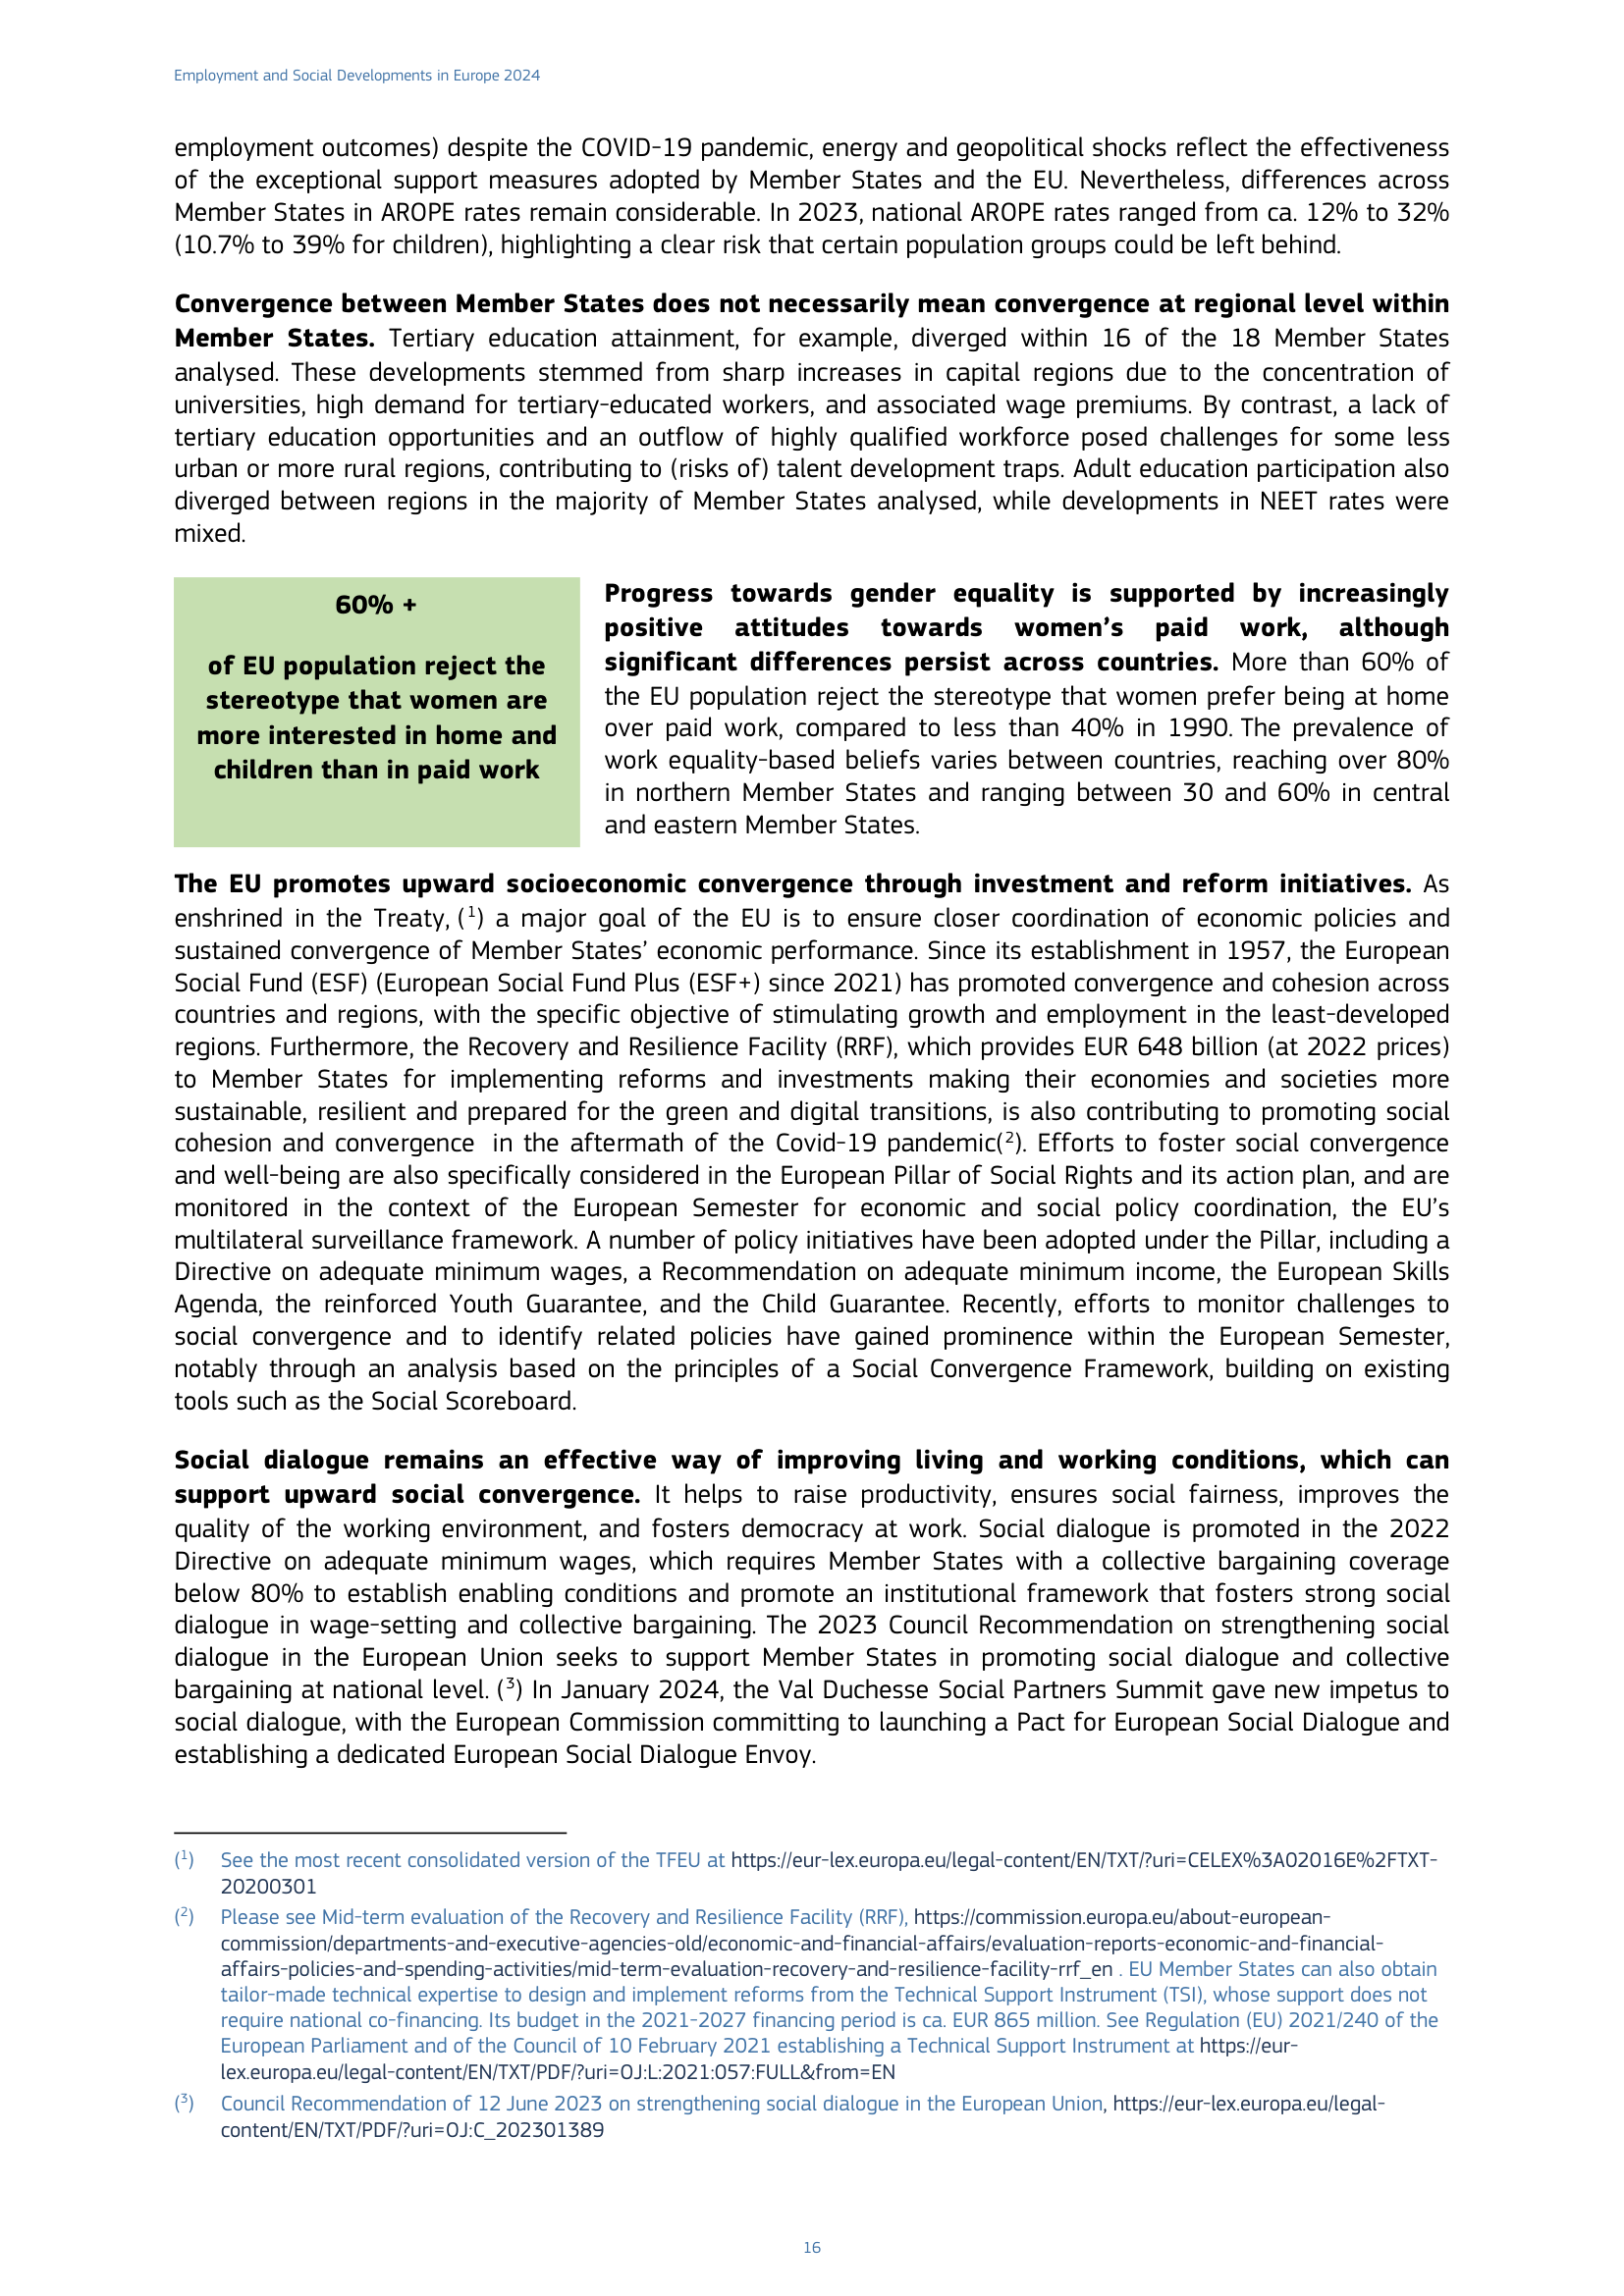 Employment and Social Developments in Europe 2024
employment outcomes) despite the COVID-19 pandemic, energy and geopolitical shocks reflect the effectiveness
of the exceptional support measures adopted by Member States and the EU. Nevertheless, differences across
Member States in AROPE rates remain considerable. In 2023, national AROPE rates ranged from ca. 12% to 32%
(10.7% to 39% for children), highlighting a clear risk that certain population groups could be left behind.
Convergence between Member States does not necessarily mean convergence at regional level within
Member States. Tertiary education attainment, for example, diverged within 16 of the 18 Member States
analysed. These developments stemmed from sharp increases in capital regions due to the concentration of
universities, high demand for tertiary-educated workers, and associated wage premiums. By contrast, a lack of
tertiary education opportunities and an outflow of highly qualified workforce posed challenges for some less
urban or more rural regions, contributing to (risks of) talent development traps. Adult education participation also
diverged between regions in the majority of Member States analysed, while developments in NEET rates were
mixed.
60% +
of EU population reject the
stereotype that women are
more interested in home and
children than in paid work
Progress towards gender equality is supported by increasingly
positive attitudes towards women's paid work, although
significant differences persist across countries. More than 60% of
the EU population reject the stereotype that women prefer being at home
over paid work, compared to less than 40% in 1990. The prevalence of
work equality-based beliefs varies between countries, reaching over 80%
in northern Member States and ranging between 30 and 60% in central
and eastern Member States.
The EU promotes upward socioeconomic convergence through investment and reform initiatives. As
enshrined in the Treaty, (1) a major goal of the EU is to ensure closer coordination of economic policies and
sustained convergence of Member States' economic performance. Since its establishment in 1957, the European
Social Fund (ESF) (European Social Fund Plus (ESF+) since 2021) has promoted convergence and cohesion across
countries and regions, with the specific objective of stimulating growth and employment in the least-developed
regions. Furthermore, the Recovery and Resilience Facility (RRF), which provides EUR 648 billion (at 2022 prices)
to Member States for implementing reforms and investments making their economies and societies more
sustainable, resilient and prepared for the green and digital transitions, is also contributing to promoting social
cohesion and convergence in the aftermath of the Covid-19 pandemic(2). Efforts to foster social convergence
and well-being are also specifically considered in the European Pillar of Social Rights and its action plan, and are
monitored in the context of the European Semester for economic and social policy coordination, the EU's
multilateral surveillance framework. A number of policy initiatives have been adopted under the Pillar, including a
Directive on adequate minimum wages, a Recommendation on adequate minimum income, the European Skills
Agenda, the reinforced Youth Guarantee, and the Child Guarantee. Recently, efforts to monitor challenges to
social convergence and to identify related policies have gained prominence within the European Semester,
notably through an analysis based on the principles of a Social Convergence Framework, building on existing
tools such as the Social Scoreboard.
Social dialogue remains an effective way of improving living and working conditions, which can
support upward social convergence. It helps to raise productivity, ensures social fairness, improves the
quality of the working environment, and fosters democracy at work. Social dialogue is promoted in the 2022
Directive on adequate minimum wages, which requires Member States with a collective bargaining coverage
below 80% to establish enabling conditions and promote an institutional framework that fosters strong social
dialogue in wage-setting and collective bargaining. The 2023 Council Recommendation on strengthening social
dialogue in the European Union seeks to support Member States in promoting social dialogue and collective
bargaining at national level. (3) In January 2024, the Val Duchesse Social Partners Summit gave new impetus to
social dialogue, with the European Commission committing to launching a Pact for European Social Dialogue and
establishing a dedicated European Social Dialogue Envoy.
(1) See the most recent consolidated version of the TFEU at https://eur-lex.europa.eu/legal-content/EN/TXT/?uri=CELEX%3A02016E%2FTXT-
20200301
(2) Please see Mid-term evaluation of the Recovery and Resilience Facility (RRF), https://commission.europa.eu/about-european-
commission/departments-and-executive-agencies-old/economic-and-financial-affairs/evaluation-reports-economic-and-financial-
affairs-policies-and-spending-activities/mid-term-evaluation-recovery-and-resilience-facility-rrf_en . EU Member States can also obtain
tailor-made technical expertise to design and implement reforms from the Technical Support Instrument (TSI), whose support does not
require national co-financing. Its budget in the 2021-2027 financing period is ca. EUR 865 million. See Regulation (EU) 2021/240 of the
European Parliament and of the Council of 10 February 2021 establishing a Technical Support Instrument at https://eur-
lex.europa.eu/legal-content/EN/TXT/PDF/?uri=OJ:L:2021:057:FULL&from=EN
(3) Council Recommendation of 12 June 2023 on strengthening social dialogue in the European Union, https://eur-lex.europa.eu/legal-
content/EN/TXT/PDF/?uri=OJ:C_202301389
16